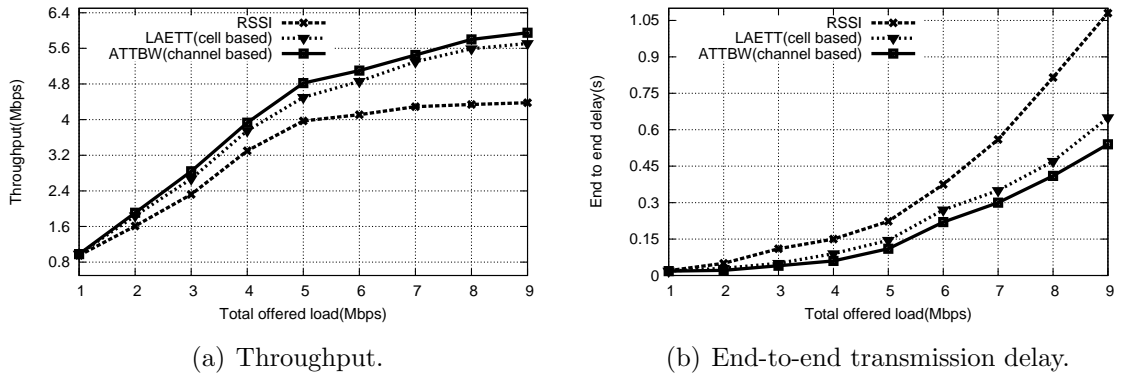 RSSI
LAETT(cell based)
ATTBW(channel based)
Throughput(Mbps)
6.4
5.6
4.8
4
3.2
2.4
1.6
0.8
1 2 3 4 5 6 7 8 9
Total offered load(Mbps)
(a) Throughput.
RSSI
LAETT(cell based)
ATTBW(channel based)
End to end delay(s)
1.05
0.9
0.75
0.6
0.45
0.3
0.15
0
1 2 3 4 5 6 7 8 9
Total offered load(Mbps)
(b) End-to-end transmission delay.